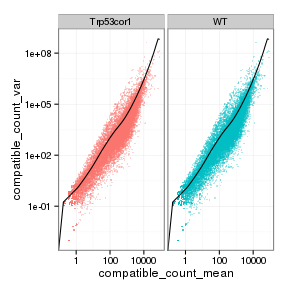 Trp53cor1 WT
compatible_count_var
1e+08
1e+05
1e+02
1e-01
1 100 10000 1 100 10000
compatible_count_mean